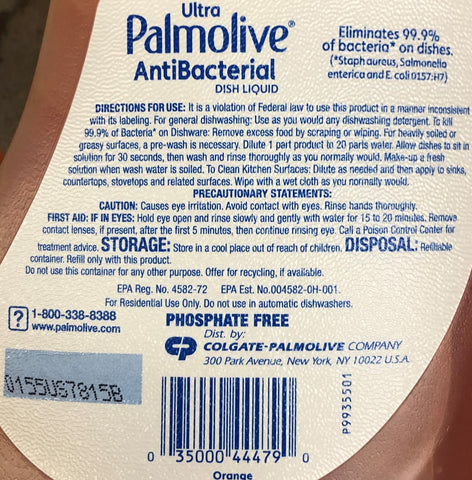 Ultra
Palmolive®
AntiBacterial
DISH LIQUID
Eliminates 99.9%
of bacteria* on dishes.
(*Staph aureus, Salmonella
enterica and E. coli 0157:H7)
DIRECTIONS FOR USE: It is a violation of Federal law to use this product in a manner inconsistent
with its labeling. For general dishwashing: Use as you would any dishwashing detergent. To kill
99.9% of Bacteria* on Dishware: Remove excess food by scraping or wiping. For heavily soiled or
greasy surfaces, a pre-wash is necessary. Dilute 1 part product to 20 parts water. Allow dishes to sit in
solution for 30 seconds, then wash and rinse thoroughly as you normally would. Make-up a fresh
solution when wash water is soiled. To Clean Kitchen Surfaces: Dilute as needed and then apply to sinks,
countertops, stovetops and related surfaces. Wipe with a wet cloth as you normally would.
PRECAUTIONARY STATEMENTS:
CAUTION: Causes eye irritation. Avoid contact with eyes. Rinse hands thoroughly.
FIRST AID: IF IN EYES: Hold eye open and rinse slowly and gently with water for 15 to 20 minutes. Remove
contact lenses, if present, after the first 5 minutes, then continue rinsing eye. Call a Poison Control Center for
treatment advice. STORAGE: Store in a cool place out of reach of children. DISPOSAL: Refillable
container. Refill only with this product.
Do not use this container for any other purpose. Offer for recycling, if available.
EPA Reg. No. 4582-72 EPA Est. No.004582-0H-001.
For Residential Use Only. Do not use in automatic dishwashers.
? 1-800-338-8388
www.palmolive.com
PHOSPHATE FREE
Dist. by:
CP COLGATE-PALMOLIVE COMPANY
300 Park Avenue, New York, NY 10022 U.S.A.
0155US7815B
P9935501
0 35000 44479 0
Orange